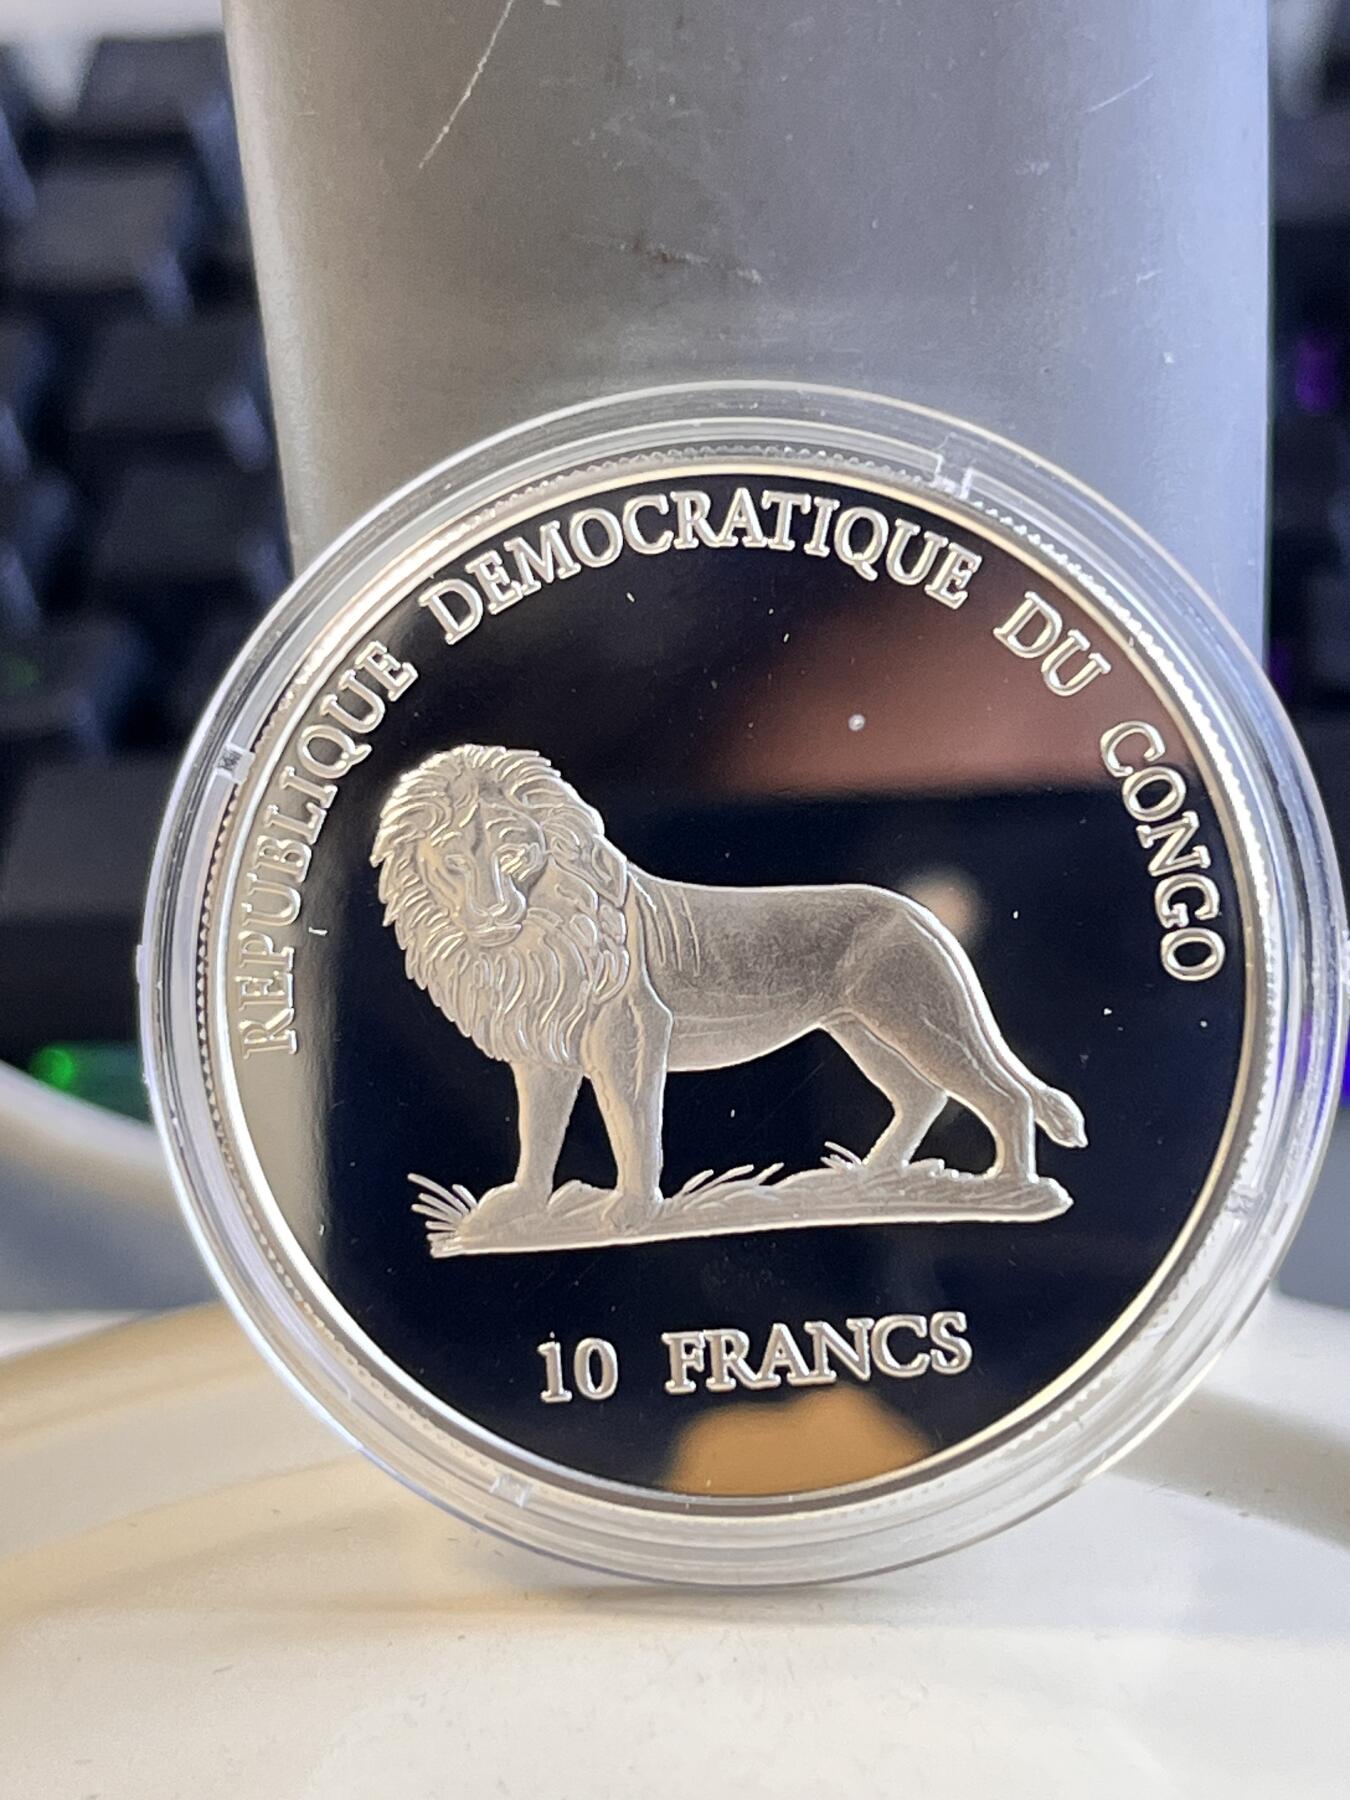 REPUBLIQUE DEMOCRATIQUE DU CONGO
10 FRANCS